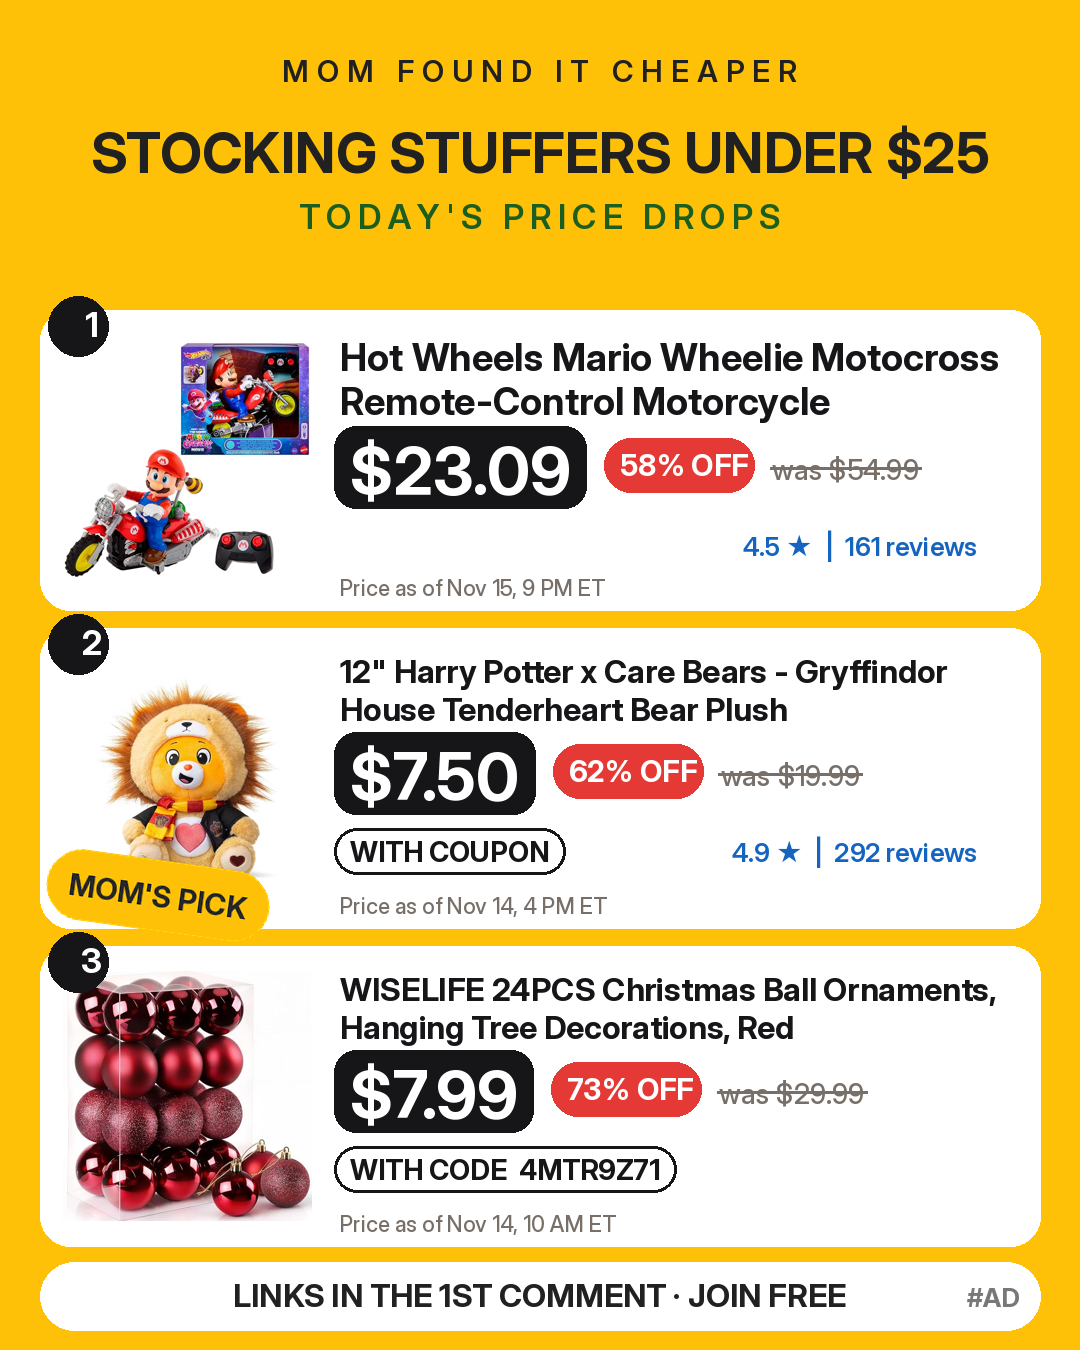 MOM FOUND IT CHEAPER
STOCKING STUFFERS UNDER $25
TODAY'S PRICE DROPS
1
Hot Wheels Mario Wheelie Motocross
Remote-Control Motorcycle
$23.09 58% OFF was $54.99
4.5 ★ | 161 reviews
Price as of Nov 15, 9 PM ET
2
12" Harry Potter x Care Bears - Gryffindor
House Tenderheart Bear Plush
$7.50 62% OFF was $19.99
WITH COUPON 4.9 ★ | 292 reviews
MOM'S PICK
Price as of Nov 14, 4 PM ET
3
WISELIFE 24PCS Christmas Ball Ornaments,
Hanging Tree Decorations, Red
$7.99 73% OFF was $29.99
WITH CODE 4MTR9Z71
Price as of Nov 14, 10 AM ET
LINKS IN THE 1ST COMMENT · JOIN FREE #AD